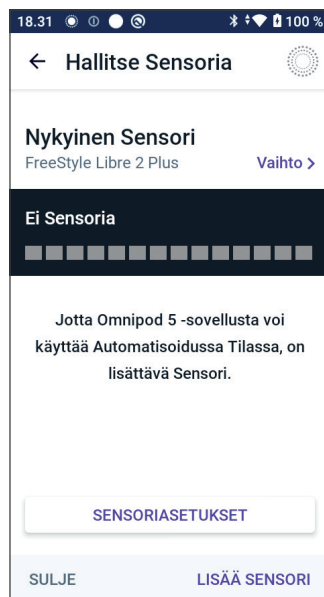 18.31 100 %
Hallitse Sensoria
Nykyinen Sensori
FreeStyle Libre 2 Plus Vaihto
Ei Sensoria
Jotta Omnipod 5 -sovellusta voi
käyttää Automatisoidussa Tilassa, on
lisättävä Sensori.
SENSORIASETUKSET
SULJE LISÄÄ SENSORI